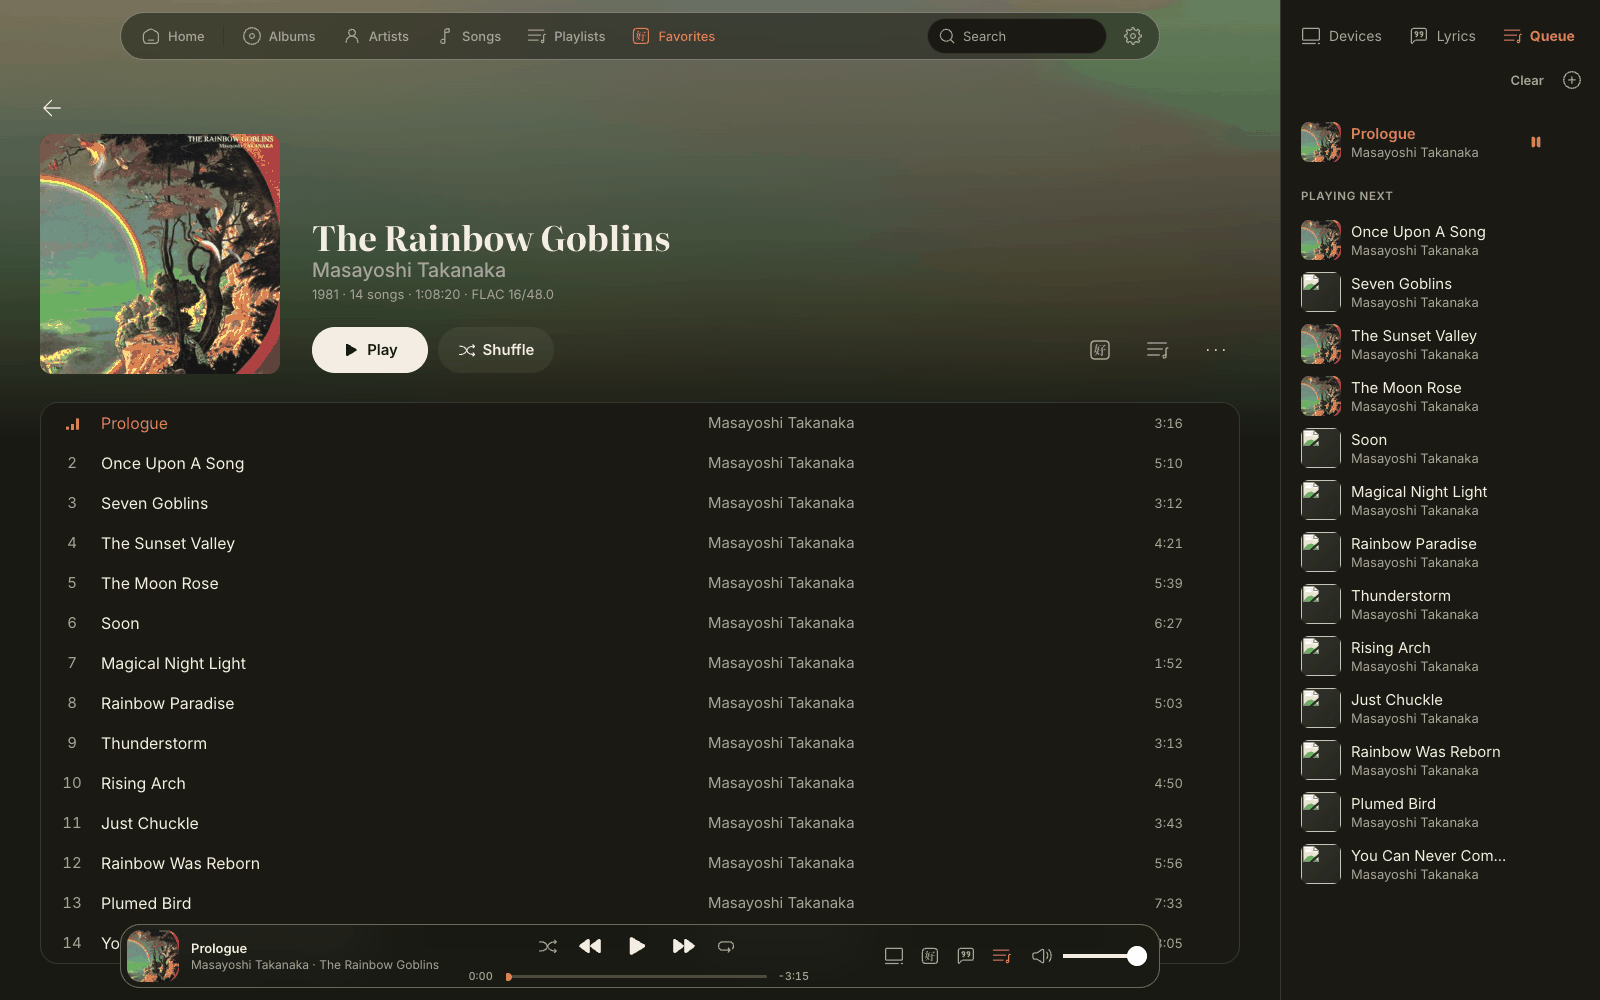 Home
Albums
Artists
Songs
Playlists
好 Favorites
Search
Devices
Lyrics
Queue
Clear
THE RAINBOW GOBLINS
Masayoshi TAKANAKA
The Rainbow Goblins
Masayoshi Takanaka
1981 · 14 songs · 1:08:20 · FLAC 16/48.0
Play
Shuffle
好
Prologue Masayoshi Takanaka 3:16
2 Once Upon A Song Masayoshi Takanaka 5:10
3 Seven Goblins Masayoshi Takanaka 3:12
4 The Sunset Valley Masayoshi Takanaka 4:21
5 The Moon Rose Masayoshi Takanaka 5:39
6 Soon Masayoshi Takanaka 6:27
7 Magical Night Light Masayoshi Takanaka 1:52
8 Rainbow Paradise Masayoshi Takanaka 5:03
9 Thunderstorm Masayoshi Takanaka 3:13
10 Rising Arch Masayoshi Takanaka 4:50
11 Just Chuckle Masayoshi Takanaka 3:43
12 Rainbow Was Reborn Masayoshi Takanaka 5:56
13 Plumed Bird Masayoshi Takanaka 7:33
14 Yo :05
Prologue
Masayoshi Takanaka · The Rainbow Goblins
0:00
-3:15
好
Prologue
Masayoshi Takanaka
PLAYING NEXT
Once Upon A Song
Masayoshi Takanaka
Seven Goblins
Masayoshi Takanaka
The Sunset Valley
Masayoshi Takanaka
The Moon Rose
Masayoshi Takanaka
Soon
Masayoshi Takanaka
Magical Night Light
Masayoshi Takanaka
Rainbow Paradise
Masayoshi Takanaka
Thunderstorm
Masayoshi Takanaka
Rising Arch
Masayoshi Takanaka
Just Chuckle
Masayoshi Takanaka
Rainbow Was Reborn
Masayoshi Takanaka
Plumed Bird
Masayoshi Takanaka
You Can Never Com...
Masayoshi Takanaka